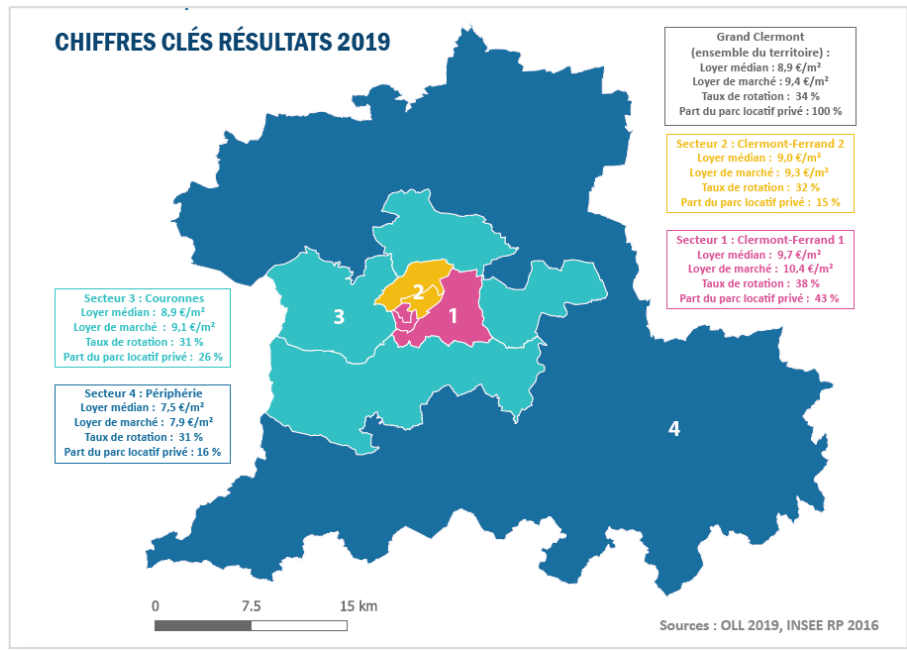 CHIFFRES CLÉS RÉSULTATS 2019
Grand Clermont
(ensemble du territoire) :
Loyer médian : 8,9 €/m²
Loyer de marché : 9,4 €/m²
Taux de rotation : 34 %
Part du parc locatif privé : 100 %
Secteur 2 : Clermont-Ferrand 2
Loyer médian : 9,0 €/m²
Loyer de marché : 9,3 €/m²
Taux de rotation : 32 %
Part du parc locatif privé : 15 %
Secteur 1 : Clermont-Ferrand 1
Loyer médian : 9,7 €/m²
Loyer de marché : 10,4 €/m²
Taux de rotation : 38 %
Part du parc locatif privé : 43 %
Secteur 3 : Couronnes
Loyer médian : 8,9 €/m²
Loyer de marché : 9,1 €/m²
Taux de rotation : 31 %
Part du parc locatif privé : 26 %
Secteur 4 : Périphérie
Loyer médian : 7,5 €/m²
Loyer de marché : 7,9 €/m²
Taux de rotation : 31 %
Part du parc locatif privé : 16 %
2
3
1
4
0 7.5 15 km
Sources : OLL 2019, INSEE RP 2016